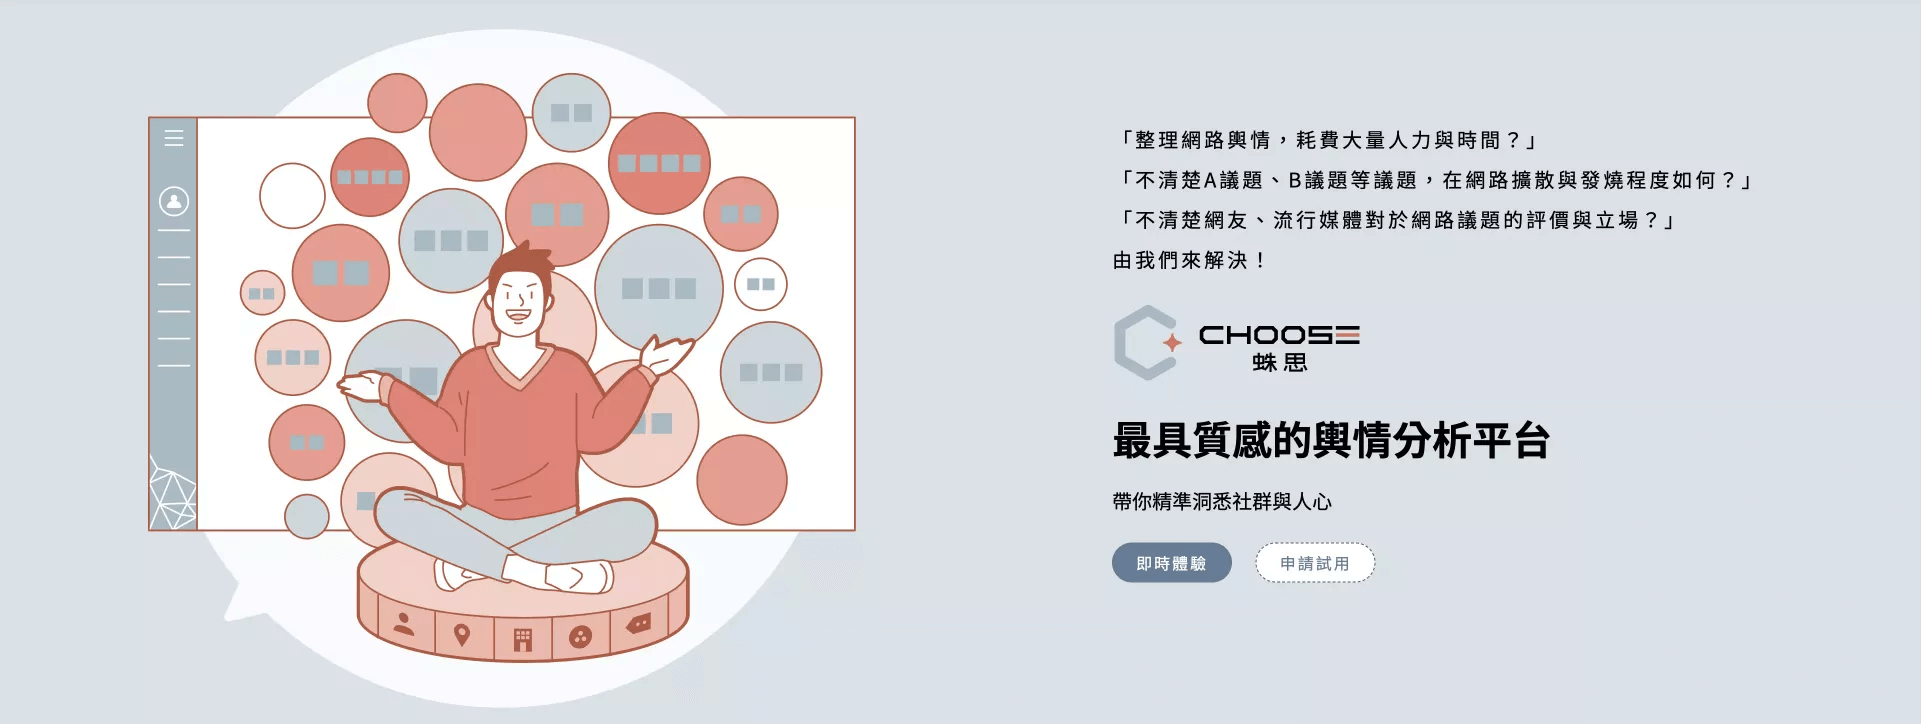 「整理網路輿情，耗費大量人力與時間？」
「不清楚A議題、B議題等議題，在網路擴散與發燒程度如何？」
「不清楚網友、流行媒體對於網路議題的評價與立場？」
由我們來解決！
CHOOSE
蛛思
最具質感的輿情分析平台
帶你精準洞悉社群與人心
即時體驗
申請試用